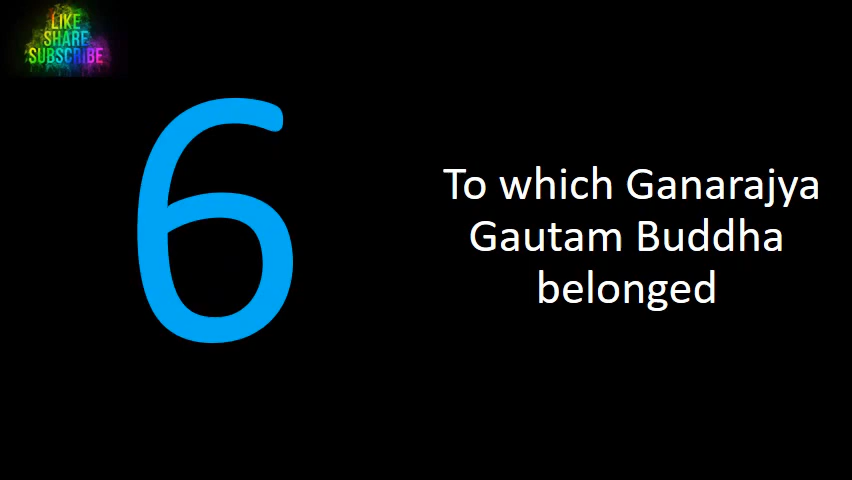 LIKE
SHARE
SUBSCRIBE
6
To which Ganarajya
Gautam Buddha
belonged